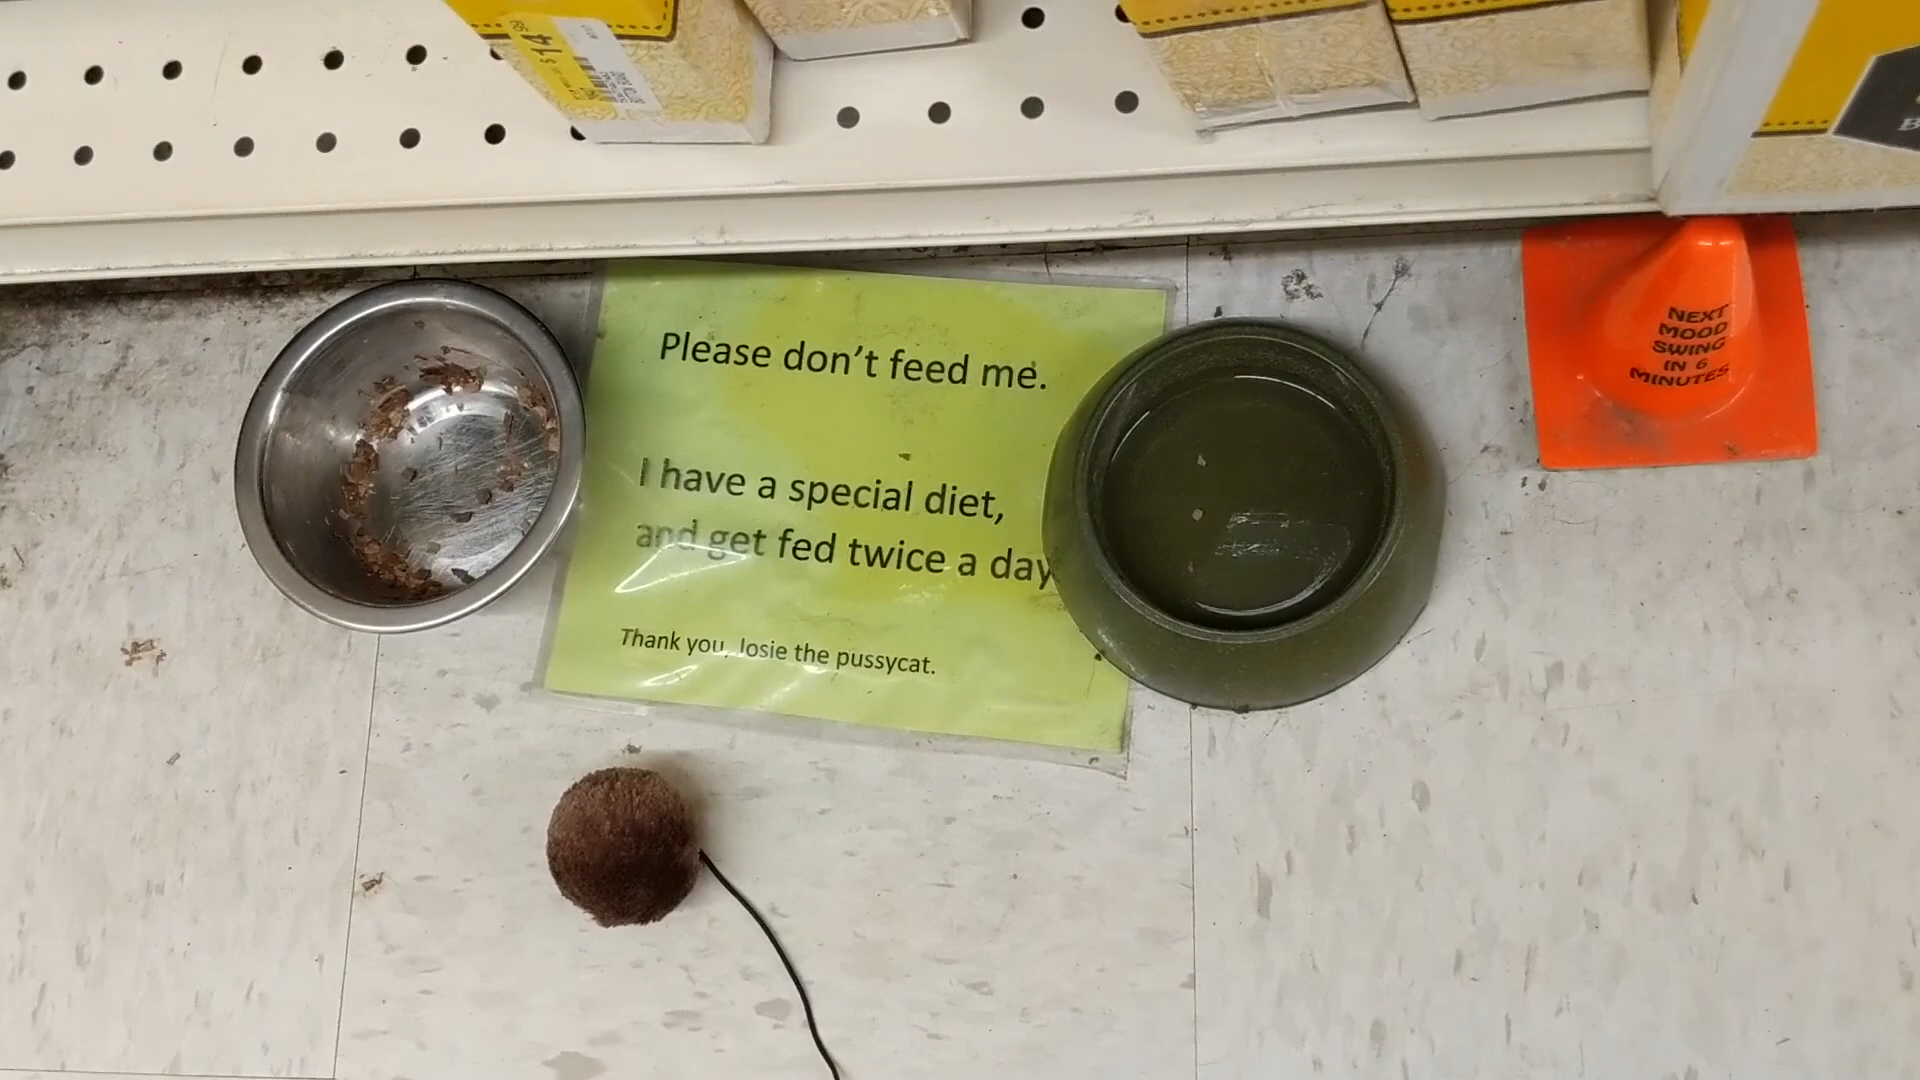 $14.99
Please don't feed me.
I have a special diet,
and get fed twice a day
Thank you, Josie the pussycat.
NEXT
MOOD
SWING
IN 6
MINUTES